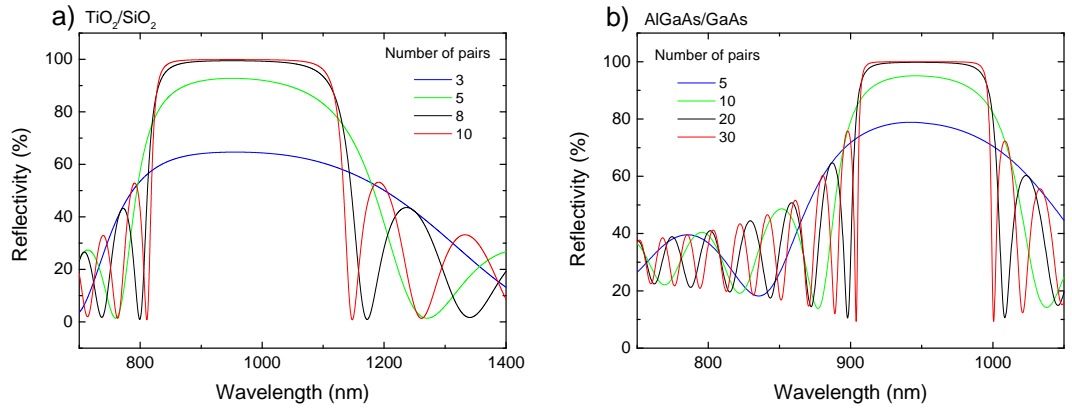 a) TiO₂/SiO₂
Number of pairs
3
5
8
10
100
80
60
40
20
0
Reflectivity (%)
800 1000 1200 1400
Wavelength (nm)
b) AlGaAs/GaAs
Number of pairs
5
10
20
30
100
80
60
40
20
0
Reflectivity (%)
800 900 1000
Wavelength (nm)